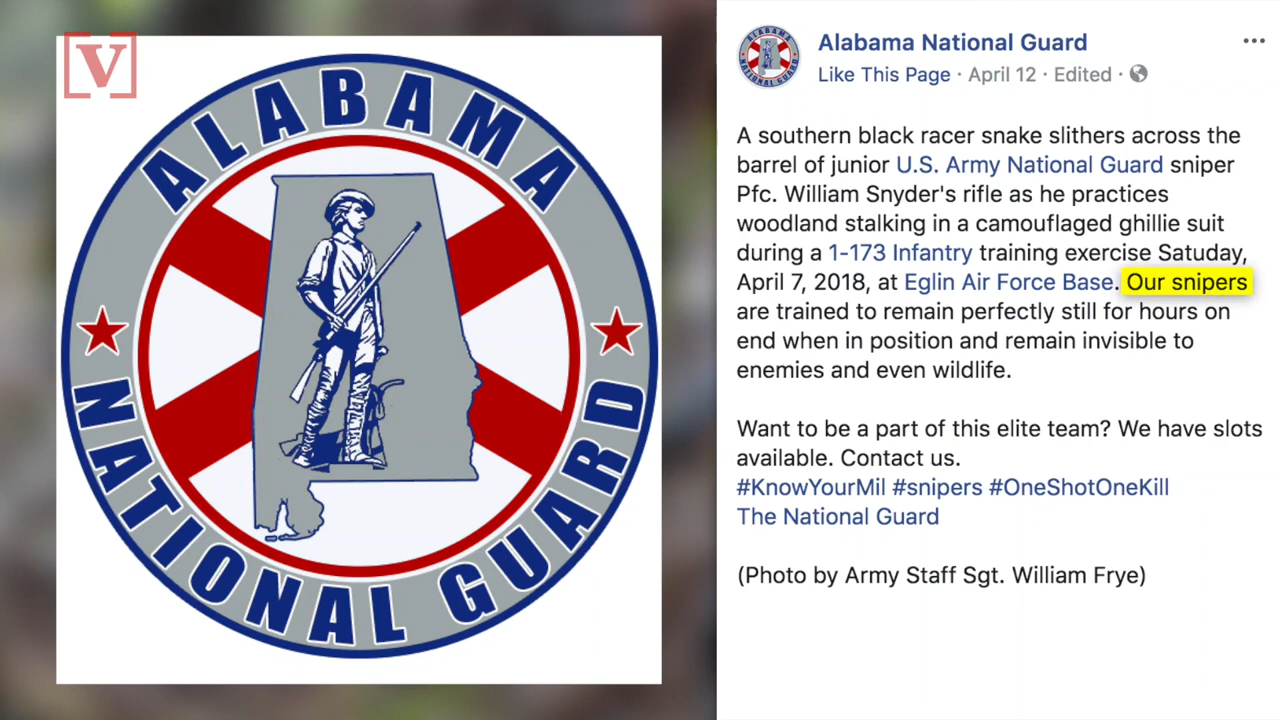 V
ALABAMA
NATIONAL GUARD
Alabama National Guard
Like This Page · April 12 · Edited ·
A southern black racer snake slithers across the
barrel of junior U.S. Army National Guard sniper
Pfc. William Snyder's rifle as he practices
woodland stalking in a camouflaged ghillie suit
during a 1-173 Infantry training exercise Satuday,
April 7, 2018, at Eglin Air Force Base. Our snipers
are trained to remain perfectly still for hours on
end when in position and remain invisible to
enemies and even wildlife.
Want to be a part of this elite team? We have slots
available. Contact us.
#KnowYourMil #snipers #OneShotOneKill
The National Guard
(Photo by Army Staff Sgt. William Frye)